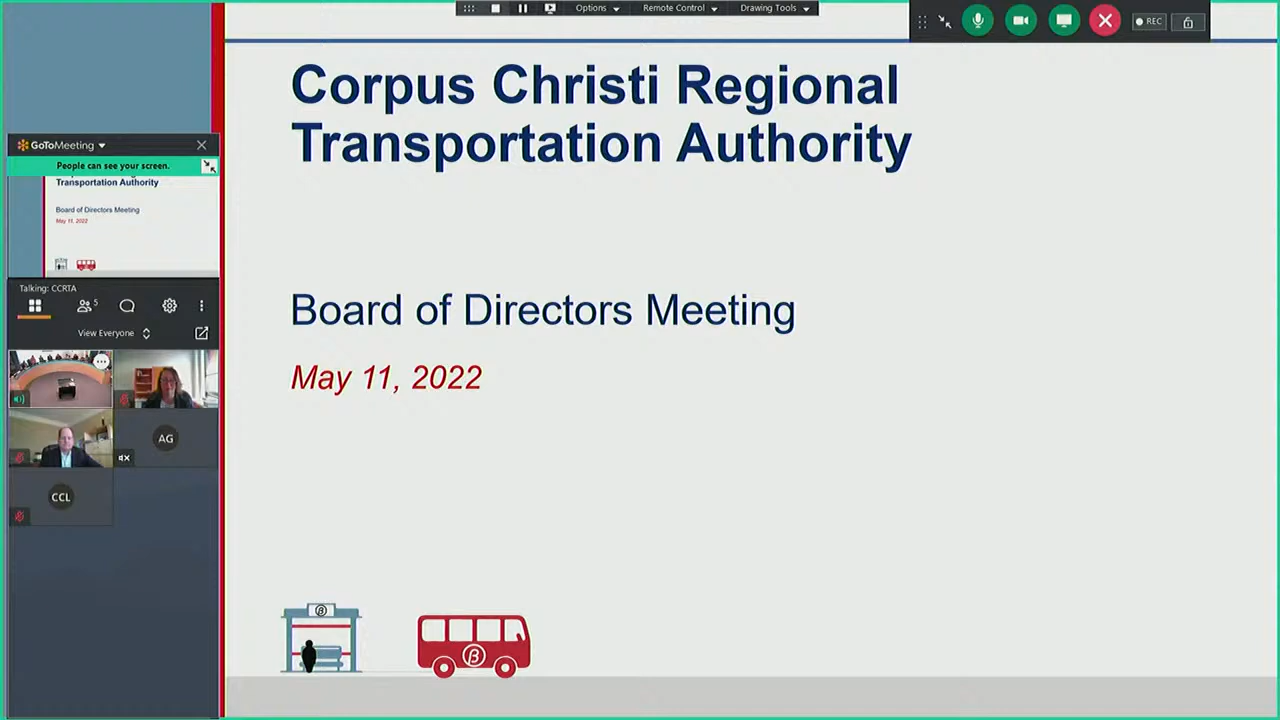 Options
Remote Control
Drawing Tools
REC
Corpus Christi Regional
Transportation Authority
Board of Directors Meeting
May 11, 2022
GoToMeeting
People can see your screen.
Transportation Authority
Board of Directors Meeting
May 11, 2022
Talking: CCRTA
5
View Everyone
AG
CCL
β
β